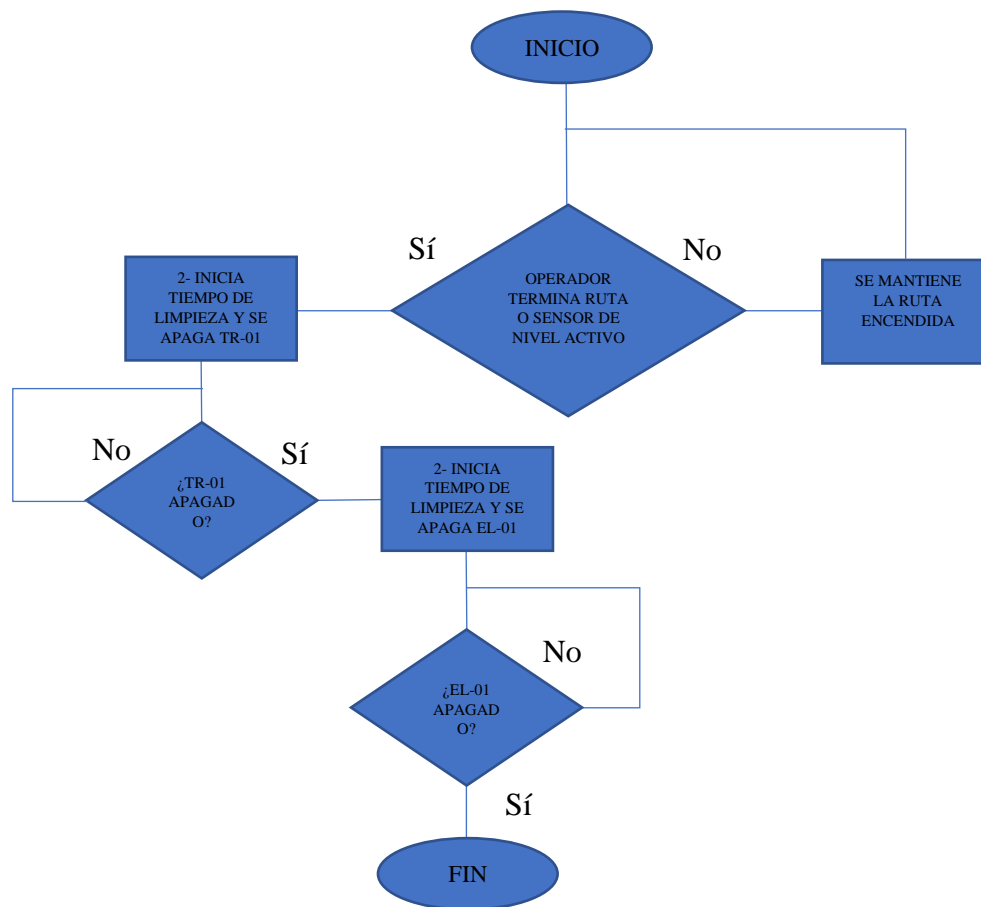 INICIO
Sí
No
OPERADOR
TERMINA RUTA
O SENSOR DE
NIVEL ACTIVO
SE MANTIENE
LA RUTA
ENCENDIDA
2- INICIA
TIEMPO DE
LIMPIEZA Y SE
APAGA TR-01
No
Sí
¿TR-01
APAGAD
O?
2- INICIA
TIEMPO DE
LIMPIEZA Y SE
APAGA EL-01
No
¿EL-01
APAGAD
O?
Sí
FIN